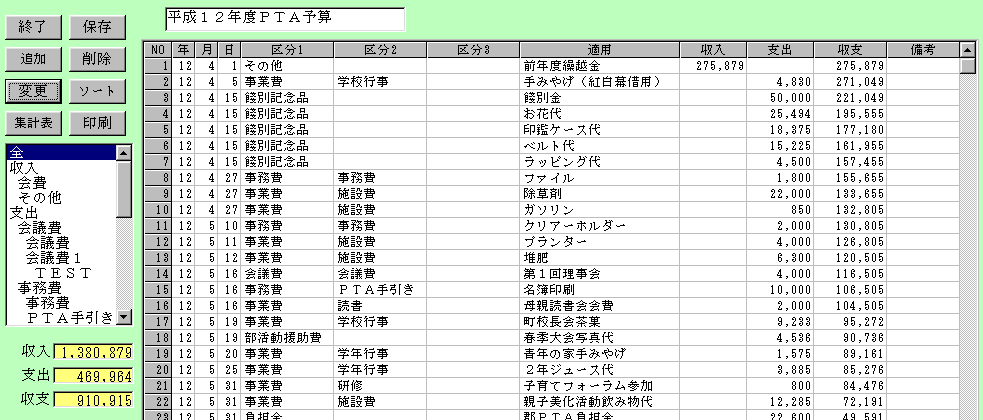 平成１２年度ＰＴＡ予算
終了 保存
追加 削除
変更 ソート
集計表 印刷
全
収入
会費
その他
支出
会議費
会議費
会議費１
ＴＥＳＴ
事務費
事務費
ＰＴＡ手引き
収入 1,380,879
支出 469,964
収支 910,915
NO 年 月 日 区分1 区分2 区分3 適用 収入 支出 収支 備考
1 12 4 1 その他 前年度繰越金 275,879 275,879
2 12 4 5 事業費 学校行事 手みやげ（紅白幕借用） 4,830 271,049
3 12 4 15 餞別記念品 餞別金 50,000 221,049
4 12 4 15 餞別記念品 お花代 25,494 195,555
5 12 4 15 餞別記念品 印鑑ケース代 18,375 177,180
6 12 4 15 餞別記念品 ベルト代 15,225 161,955
7 12 4 15 餞別記念品 ラッピング代 4,500 157,455
8 12 4 27 事務費 事務費 ファイル 1,800 155,655
9 12 4 27 事業費 施設費 除草剤 22,000 133,655
10 12 4 27 事業費 施設費 ガソリン 850 132,805
11 12 5 10 事務費 事務費 クリアーホルダー 2,000 130,805
12 12 5 11 事業費 施設費 プランター 4,000 126,805
13 12 5 12 事業費 施設費 堆肥 6,300 120,505
14 12 5 16 会議費 会議費 第１回理事会 4,000 116,505
15 12 5 16 事務費 ＰＴＡ手引き 名簿印刷 10,000 106,505
16 12 5 16 事業費 読書 母親読書会会費 2,000 104,505
17 12 5 19 事業費 学校行事 町校長会茶菓 9,233 95,272
18 12 5 19 部活動援助費 春季大会写真代 4,536 90,736
19 12 5 20 事業費 学年行事 青年の家手みやげ 1,575 89,161
20 12 5 25 事業費 学年行事 ２年ジュース代 3,885 85,276
21 12 5 31 事業費 研修 子育てフォーラム参加 800 84,476
22 12 5 31 事業費 施設費 親子美化活動飲み物代 12,285 72,191
23 12 5 31 負担金 郡ＰＴＡ負担金 22,600 49,591